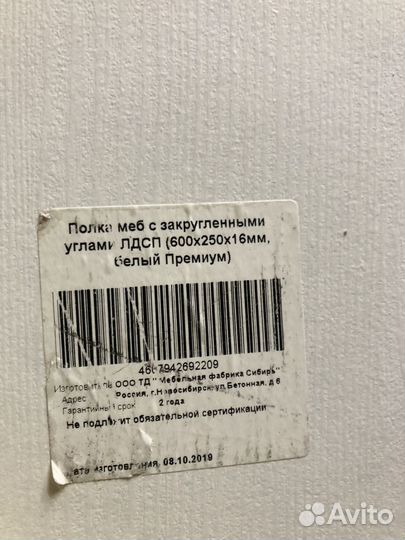 Полка меб с закругленными
углами ЛДСП (600x250x16мм,
белый Премиум)
4607942692209
Изготовитель ООО ТД "Мебельная фабрика Сибирь"
Адрес Россия, г.Новосибирск, ул.Бетонная, д 6
Гарантийный срок 2 года
Не подлежит обязательной сертификации
ата изготовления, 08.10.2019
Avito